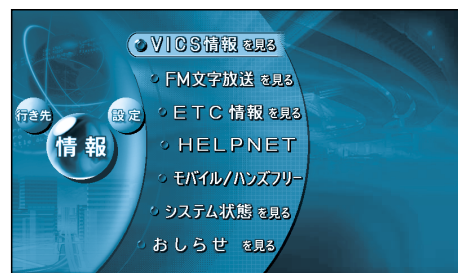 VICS情報 を見る
FM文字放送 を見る
行き先
設定
ETC情報 を見る
情報
HELPNET
モバイル/ハンズフリー
システム状態 を見る
おしらせ を見る